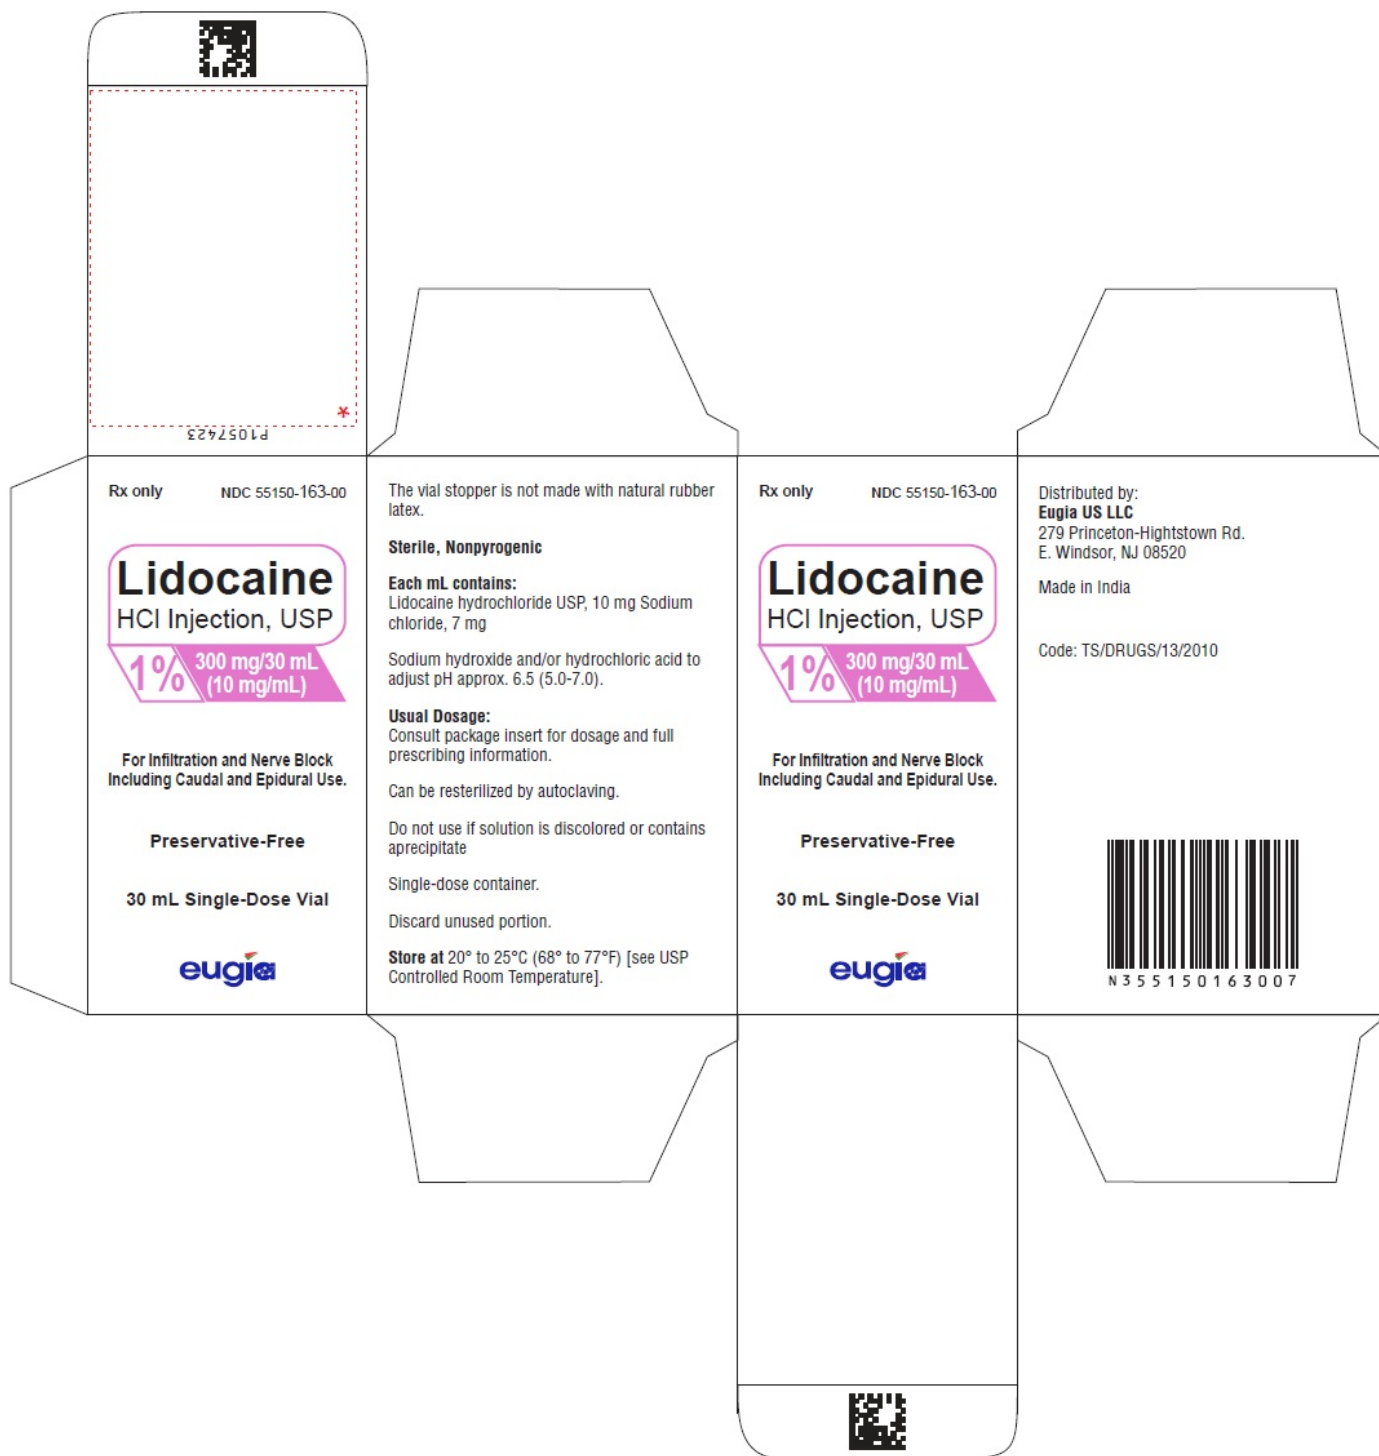 P1057423
Rx only NDC 55150-163-00
Lidocaine
HCl Injection, USP
1% 300 mg/30 mL
(10 mg/mL)
For Infiltration and Nerve Block
Including Caudal and Epidural Use.
Preservative-Free
30 mL Single-Dose Vial
eugia
The vial stopper is not made with natural rubber
latex.
Sterile, Nonpyrogenic
Each mL contains:
Lidocaine hydrochloride USP, 10 mg Sodium
chloride, 7 mg
Sodium hydroxide and/or hydrochloric acid to
adjust pH approx. 6.5 (5.0-7.0).
Usual Dosage:
Consult package insert for dosage and full
prescribing information.
Can be resterilized by autoclaving.
Do not use if solution is discolored or contains
aprecipitate
Single-dose container.
Discard unused portion.
Store at 20° to 25°C (68° to 77°F) [see USP
Controlled Room Temperature].
Rx only NDC 55150-163-00
Lidocaine
HCl Injection, USP
1% 300 mg/30 mL
(10 mg/mL)
For Infiltration and Nerve Block
Including Caudal and Epidural Use.
Preservative-Free
30 mL Single-Dose Vial
eugia
Distributed by:
Eugia US LLC
279 Princeton-Hightstown Rd.
E. Windsor, NJ 08520
Made in India
Code: TS/DRUGS/13/2010
N 3 5 5 1 5 0 1 6 3 0 0 7